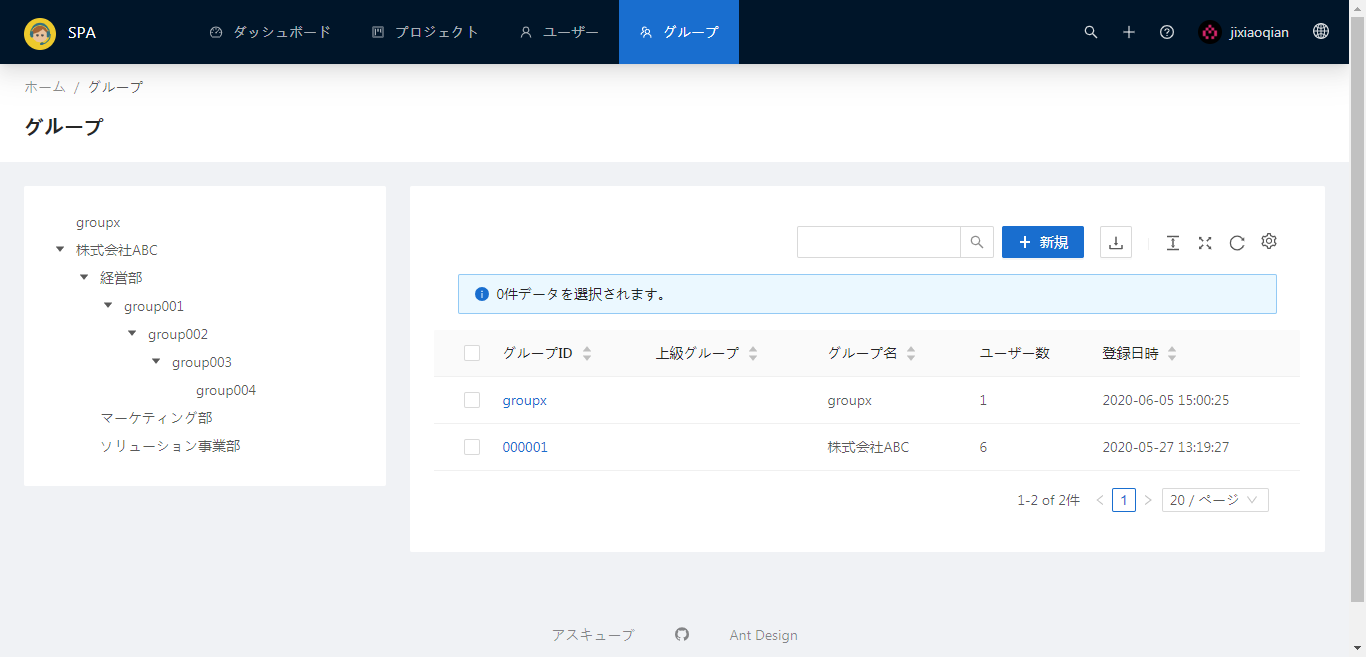 SPA ダッシュボード プロジェクト ユーザー グループ jixiaoqian
ホーム / グループ
グループ
groupx
株式会社ABC
経営部
group001
group002
group003
group004
マーケティング部
ソリューション事業部
新規
0件データを選択されます。
グループID 上級グループ グループ名 ユーザー数 登録日時
groupx groupx 1 2020-06-05 15:00:25
000001 株式会社ABC 6 2020-05-27 13:19:27
1-2 of 2件 < 1 > 20 / ページ
アスキューブ Ant Design